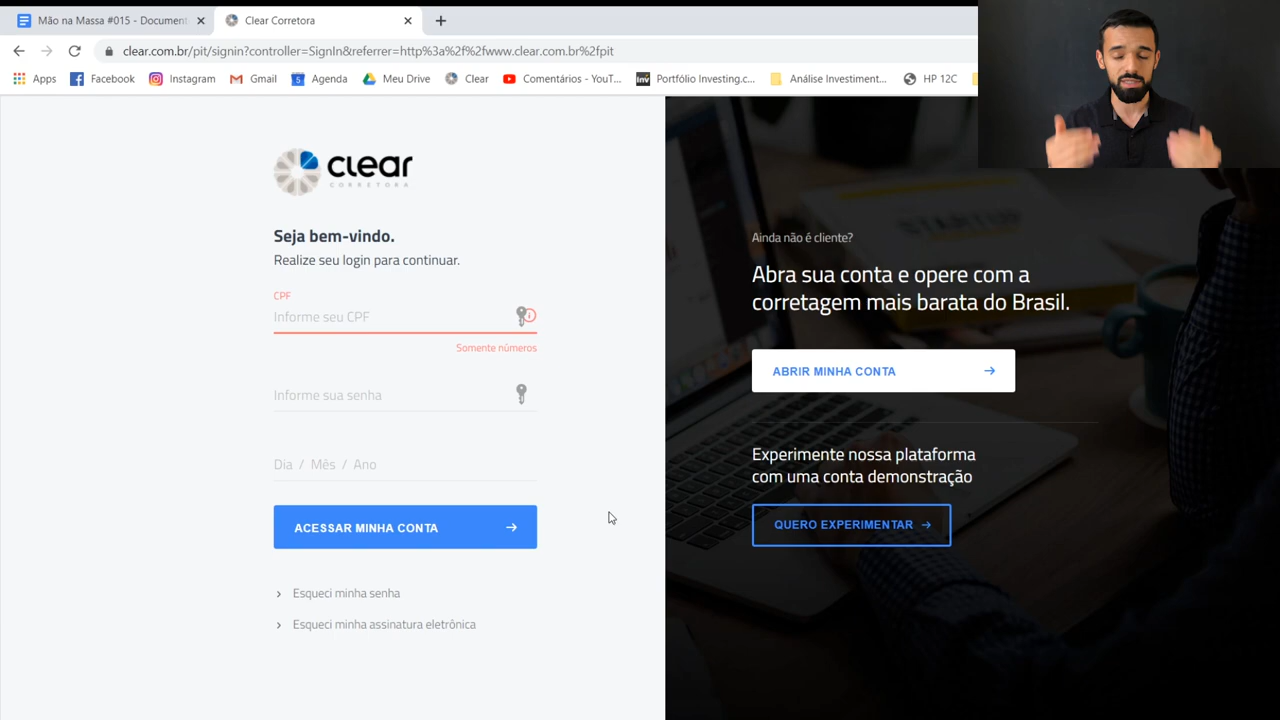 Mão na Massa #015 - Document
Clear Corretora
clear.com.br/pit/signin?controller=SignIn&referrer=http%3a%2f%2fwww.clear.com.br%2fpit
Apps
Facebook
Instagram
Gmail
5
Agenda
Meu Drive
Clear
Comentários - YouT...
Inv
Portfólio Investing.c...
Análise Investiment...
HP 12C
clear
CORRETORA
Seja bem-vindo.
Realize seu login para continuar.
CPF
Informe seu CPF
Somente números
Informe sua senha
Dia / Mês / Ano
ACESSAR MINHA CONTA
Esqueci minha senha
Esqueci minha assinatura eletrônica
STARTUP
Ainda não é cliente?
Abra sua conta e opere com a
corretagem mais barata do Brasil.
ABRIR MINHA CONTA
Experimente nossa plataforma
com uma conta demonstração
QUERO EXPERIMENTAR